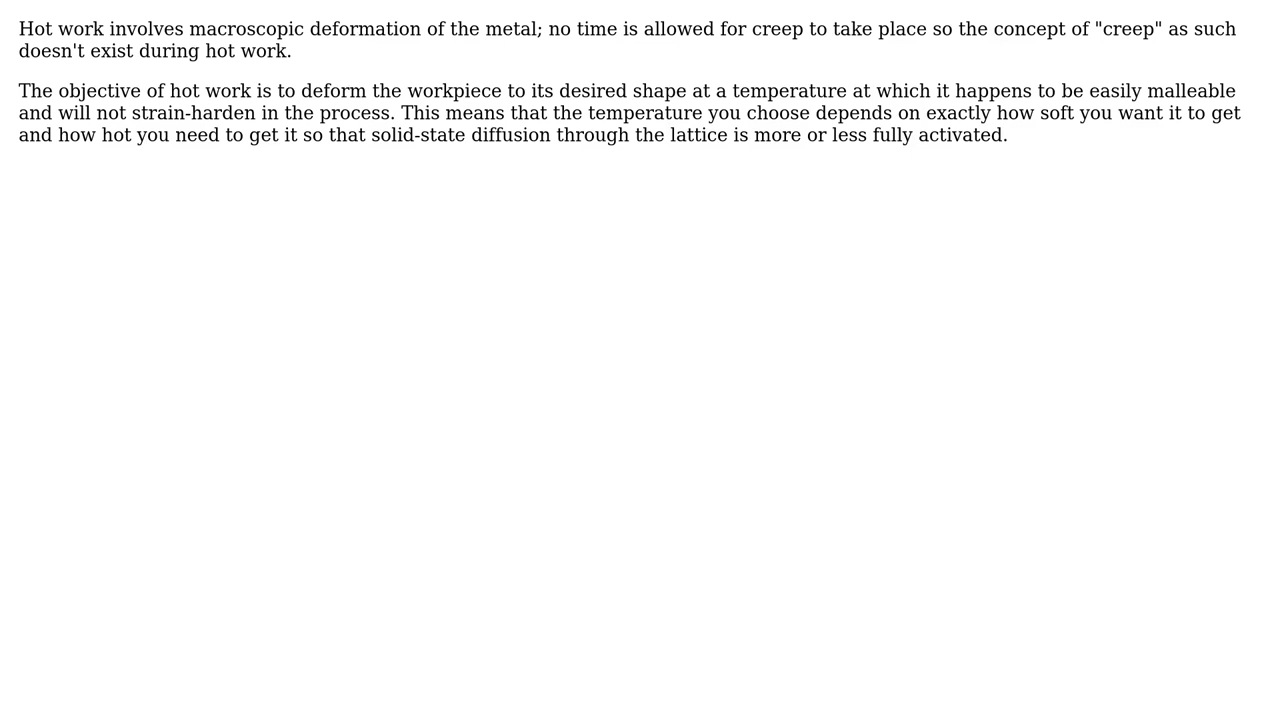 Hot work involves macroscopic deformation of the metal; no time is allowed for creep to take place so the concept of "creep" as such
doesn't exist during hot work.
The objective of hot work is to deform the workpiece to its desired shape at a temperature at which it happens to be easily malleable
and will not strain-harden in the process. This means that the temperature you choose depends on exactly how soft you want it to get
and how hot you need to get it so that solid-state diffusion through the lattice is more or less fully activated.